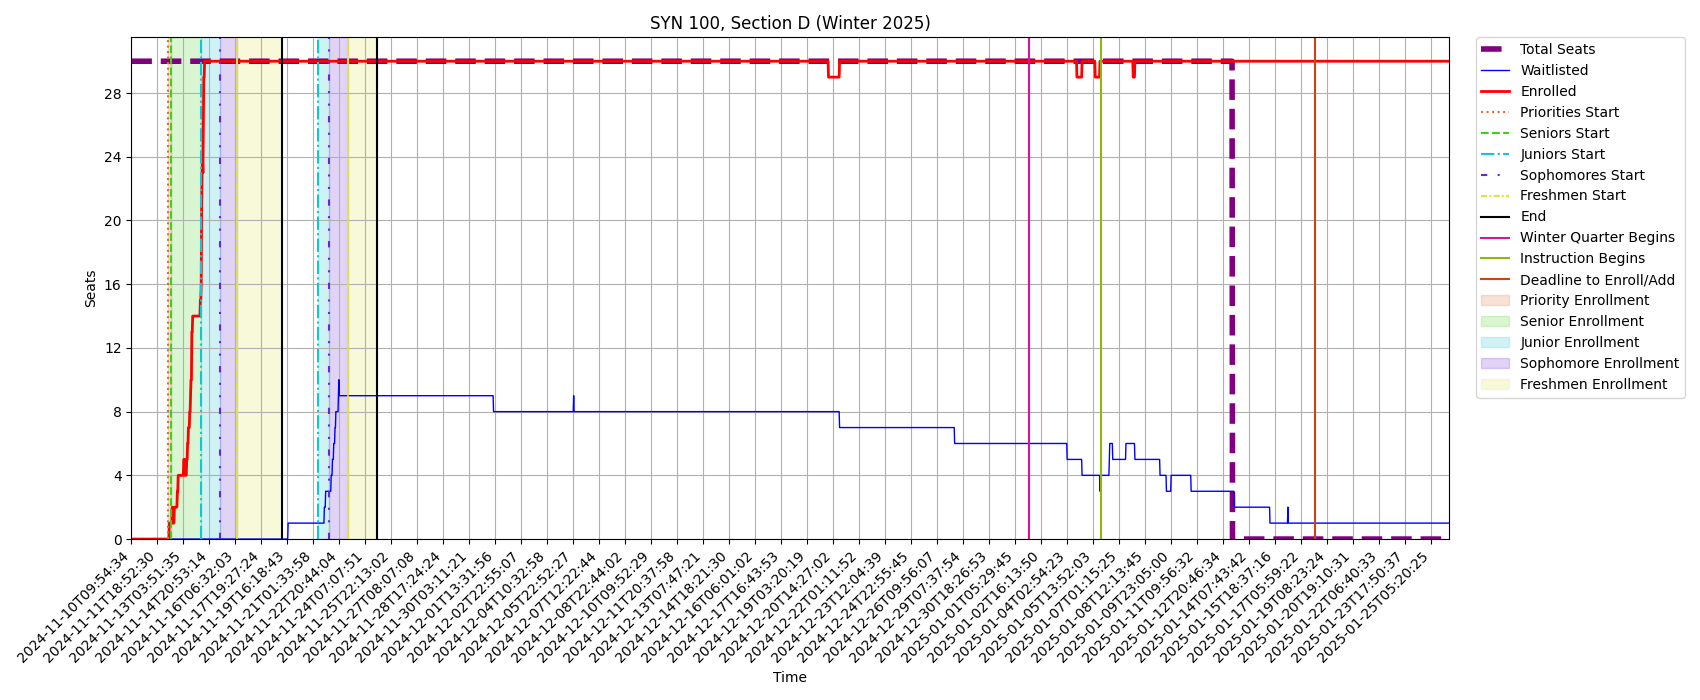 SYN 100, Section D (Winter 2025)
Seats
28
24
20
16
12
8
4
0
2024-11-10T09:54:34
2024-11-11T18:52:30
2024-11-13T03:51:35
2024-11-14T20:53:14
2024-11-16T06:32:03
2024-11-17T19:27:24
2024-11-19T16:18:43
2024-11-21T01:33:58
2024-11-22T20:44:04
2024-11-24T07:07:51
2024-11-25T22:13:02
2024-11-28T07:07:08
2024-11-28T17:24:24
2024-11-30T03:11:21
2024-12-01T13:31:56
2024-12-02T22:55:07
2024-12-04T10:32:58
2024-12-05T22:52:27
2024-12-07T12:22:44
2024-12-08T22:44:02
2024-12-10T09:52:29
2024-12-11T20:37:58
2024-12-13T07:47:21
2024-12-14T18:21:30
2024-12-16T06:01:02
2024-12-17T16:43:53
2024-12-19T03:20:19
2024-12-20T14:27:02
2024-12-22T01:11:52
2024-12-23T12:04:39
2024-12-24T22:55:45
2024-12-26T09:56:07
2024-12-29T07:37:54
2024-12-30T18:26:53
2025-01-01T05:29:45
2025-01-02T16:13:50
2025-01-04T02:54:23
2025-01-05T13:52:03
2025-01-07T01:15:25
2025-01-08T12:13:45
2025-01-09T23:05:00
2025-01-11T09:56:32
2025-01-12T20:46:34
2025-01-14T07:43:42
2025-01-15T18:37:16
2025-01-17T05:59:22
2025-01-19T08:23:24
2025-01-20T19:10:31
2025-01-22T06:40:33
2025-01-23T17:50:37
2025-01-25T05:20:25
Time
Total Seats
Waitlisted
Enrolled
Priorities Start
Seniors Start
Juniors Start
Sophomores Start
Freshmen Start
End
Winter Quarter Begins
Instruction Begins
Deadline to Enroll/Add
Priority Enrollment
Senior Enrollment
Junior Enrollment
Sophomore Enrollment
Freshmen Enrollment